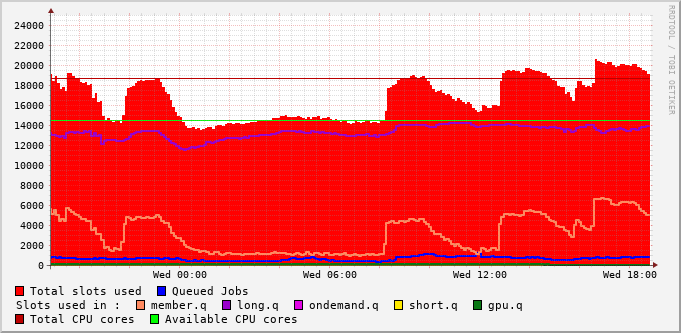 24000
22000
20000
18000
16000
14000
12000
10000
8000
6000
4000
2000
0
Wed 00:00 Wed 06:00 Wed 12:00 Wed 18:00
Total slots used Queued Jobs
Slots used in : member.q long.q ondemand.q short.q gpu.q
Total CPU cores Available CPU cores
RRDTOOL / TOBI OETIKER